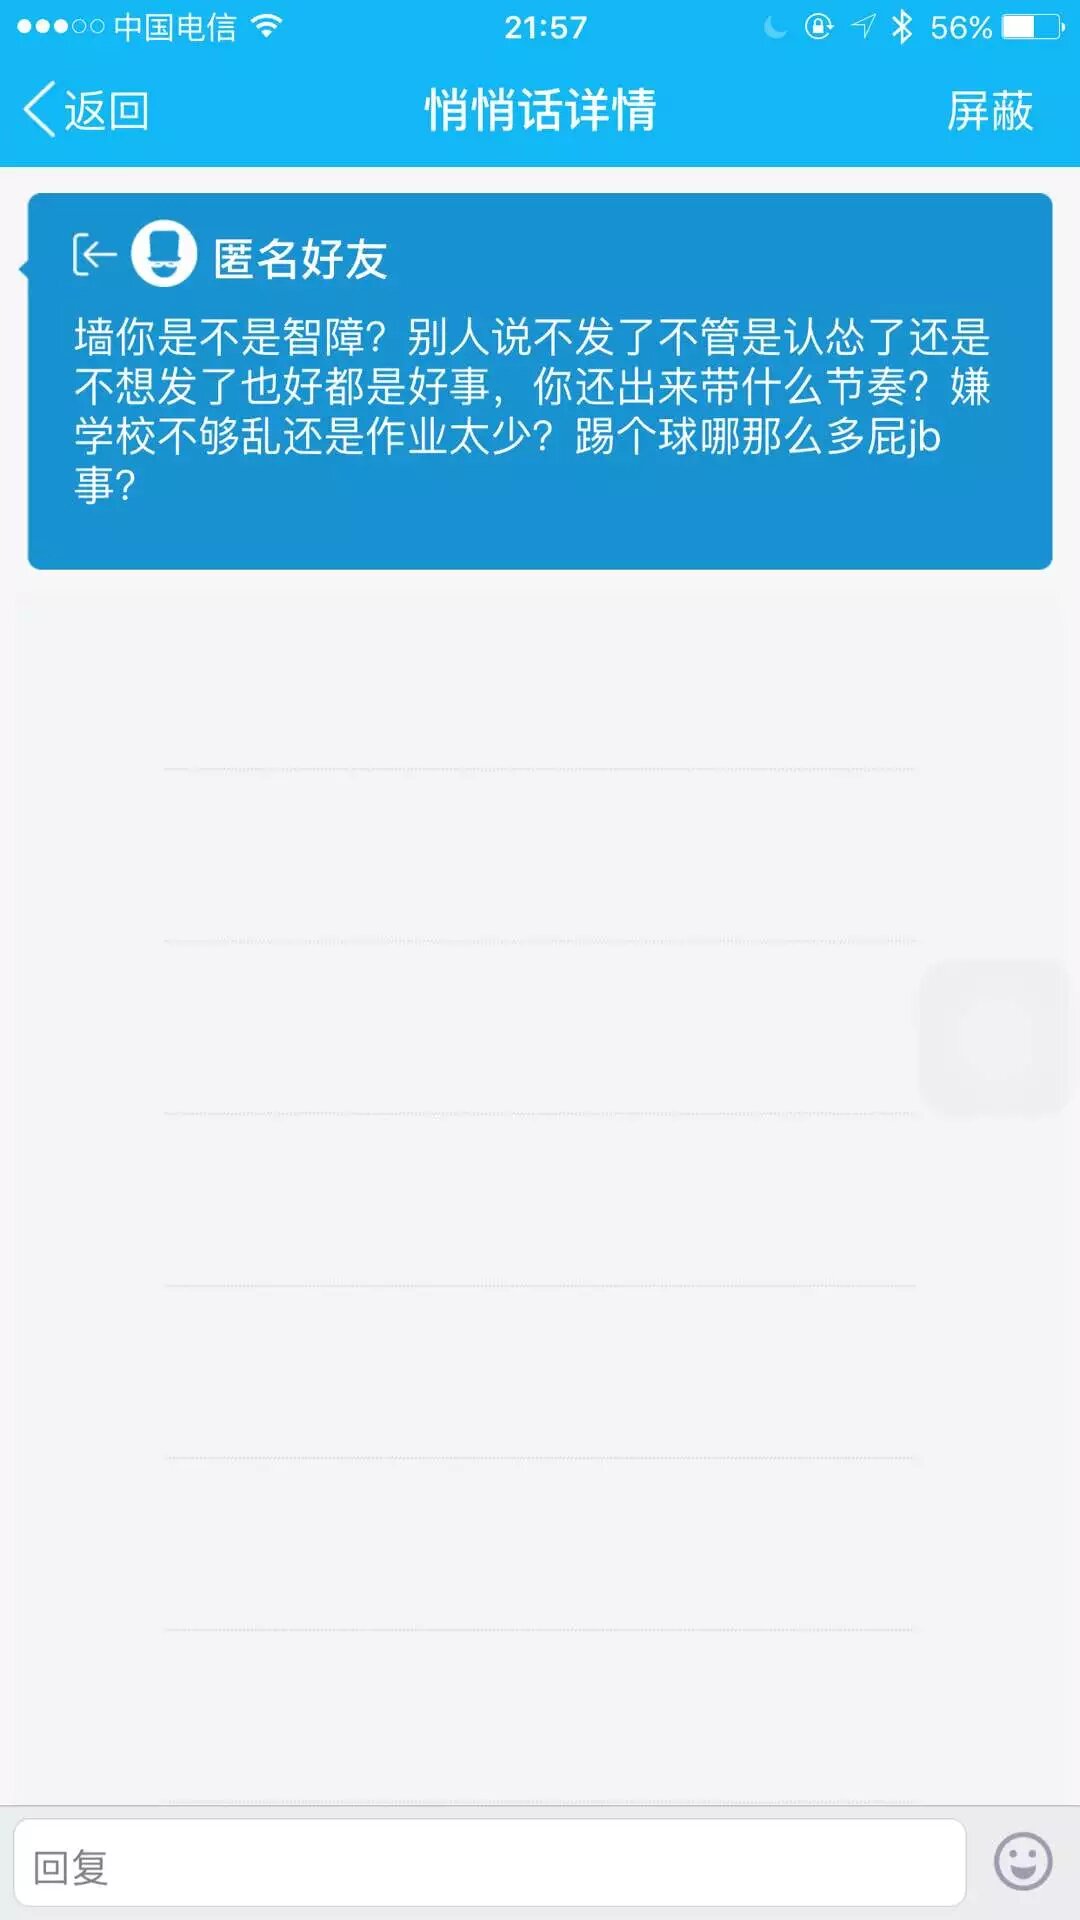 中国电信
21:57
56%
返回
悄悄话详情
屏蔽
匿名好友
墙你是不是智障？别人说不发了不管是认怂了还是
不想发了也好都是好事，你还出来带什么节奏？嫌
学校不够乱还是作业太少？踢个球哪那么多屁jb
事？
回复